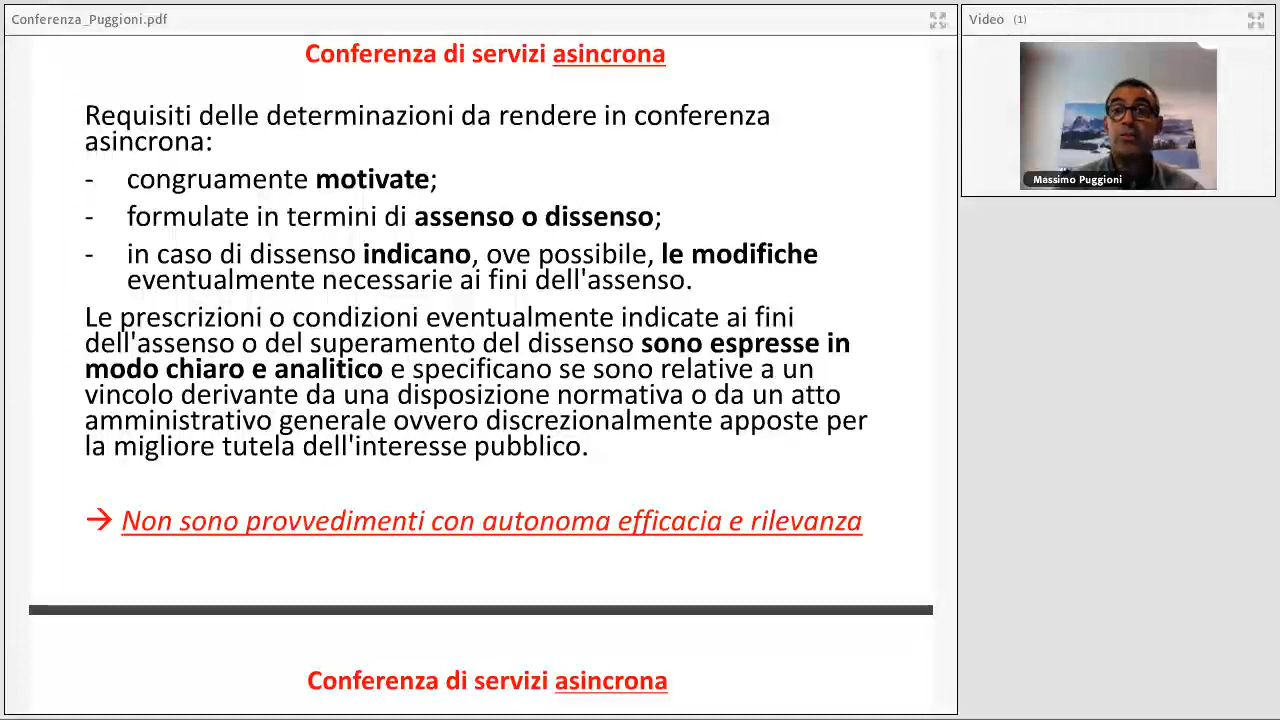 Conferenza_Puggioni.pdf
Video (1)
Conferenza di servizi asincrona
Requisiti delle determinazioni da rendere in conferenza
asincrona:
- congruamente motivate;
- formulate in termini di assenso o dissenso;
- in caso di dissenso indicano, ove possibile, le modifiche
eventualmente necessarie ai fini dell'assenso.
Le prescrizioni o condizioni eventualmente indicate ai fini
dell'assenso o del superamento del dissenso sono espresse in
modo chiaro e analitico e specificano se sono relative a un
vincolo derivante da una disposizione normativa o da un atto
amministrativo generale ovvero discrezionalmente apposte per
la migliore tutela dell'interesse pubblico.
→ Non sono provvedimenti con autonoma efficacia e rilevanza
Conferenza di servizi asincrona
Massimo Puggioni